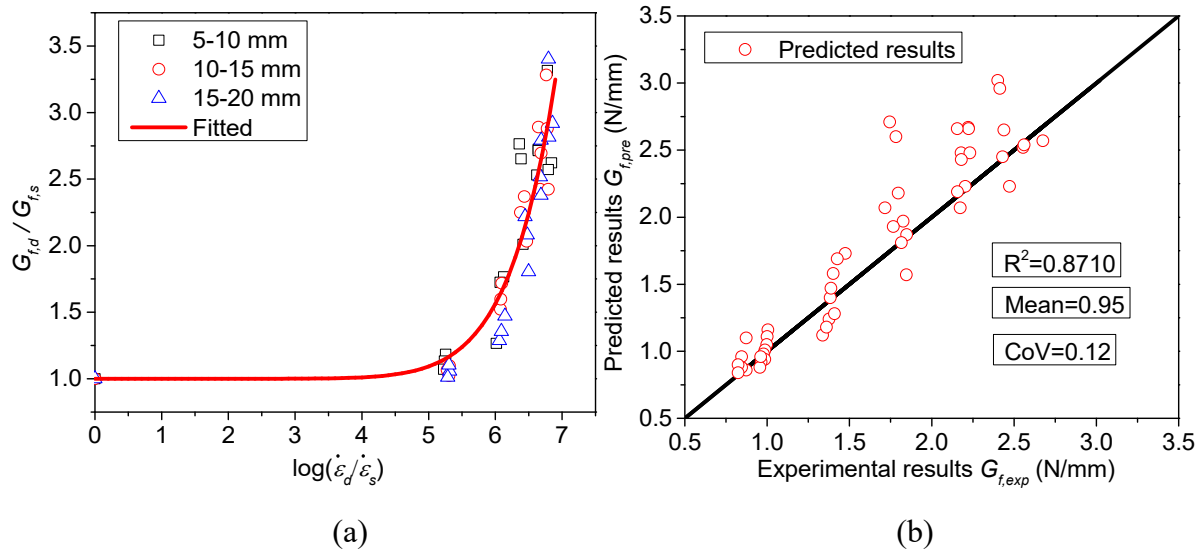 5-10 mm
10-15 mm
15-20 mm
Fitted
3.5
3.0
2.5
2.0
1.5
1.0
G_{f,d} / G_{f,s}
0 1 2 3 4 5 6 7
log(ε̇_d/ε̇_s)
(a)
Predicted results
3.5
3.0
2.5
2.0
1.5
1.0
0.5
Predicted results G_{f,pre} (N/mm)
R²=0.8710
Mean=0.95
CoV=0.12
0.5 1.0 1.5 2.0 2.5 3.0 3.5
Experimental results G_{f,exp} (N/mm)
(b)